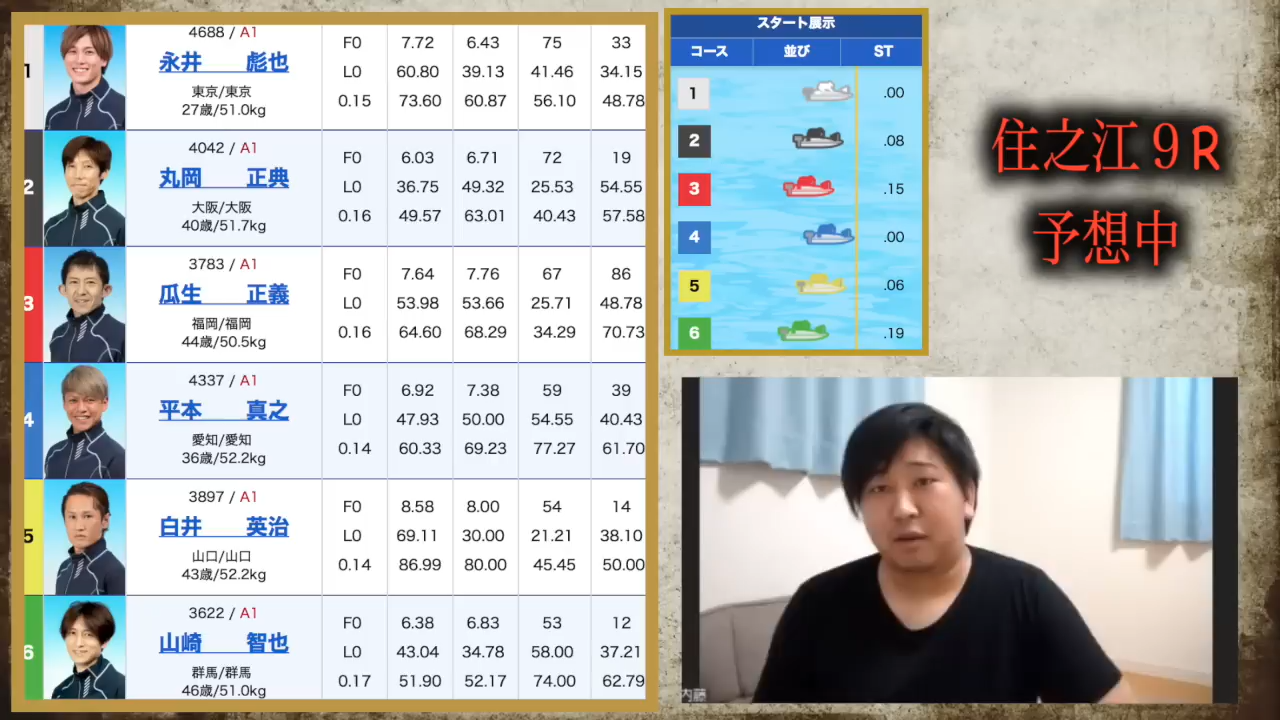 1
4688 / A1
永井 彪也
東京/東京
27歳/51.0kg
F0 7.72 6.43 75 33
L0 60.80 39.13 41.46 34.15
0.15 73.60 60.87 56.10 48.78
2
4042 / A1
丸岡 正典
大阪/大阪
40歳/51.7kg
F0 6.03 6.71 72 19
L0 36.75 49.32 25.53 54.55
0.16 49.57 63.01 40.43 57.58
3
3783 / A1
瓜生 正義
福岡/福岡
44歳/50.5kg
F0 7.64 7.76 67 86
L0 53.98 53.66 25.71 48.78
0.16 64.60 68.29 34.29 70.73
4
4337 / A1
平本 真之
愛知/愛知
36歳/52.2kg
F0 6.92 7.38 59 39
L0 47.93 50.00 54.55 40.43
0.14 60.33 69.23 77.27 61.70
5
3897 / A1
白井 英治
山口/山口
43歳/52.2kg
F0 8.58 8.00 54 14
L0 69.11 30.00 21.21 38.10
0.14 86.99 80.00 45.45 50.00
6
3622 / A1
山崎 智也
群馬/群馬
46歳/51.0kg
F0 6.38 6.83 53 12
L0 43.04 34.78 58.00 37.21
0.17 51.90 52.17 74.00 62.79
スタート展示
コース 並び ST
1 .00
2 .08
3 .15
4 .00
5 .06
6 .19
住之江９R
予想中
内藤